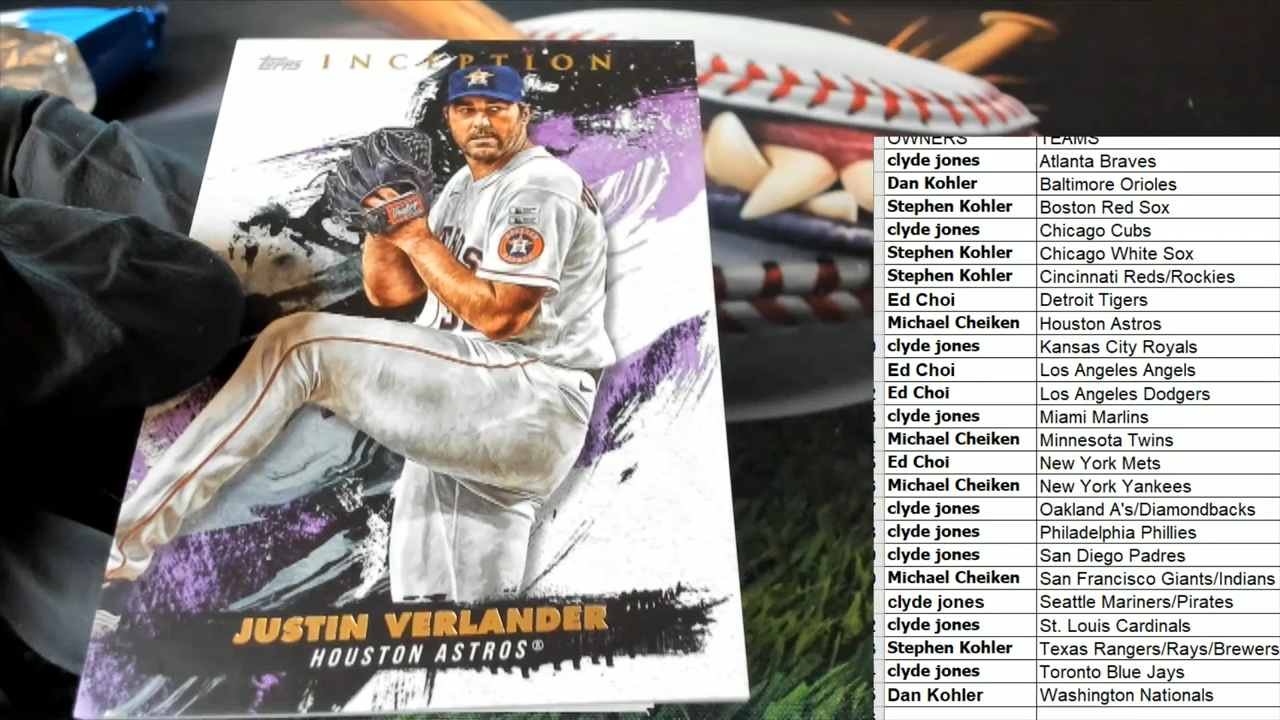 Topps INCEPTION
JUSTIN VERLANDER
HOUSTON ASTROS®
OWNERS TEAMS
clyde jones Atlanta Braves
Dan Kohler Baltimore Orioles
Stephen Kohler Boston Red Sox
clyde jones Chicago Cubs
Stephen Kohler Chicago White Sox
Stephen Kohler Cincinnati Reds/Rockies
Ed Choi Detroit Tigers
Michael Cheiken Houston Astros
clyde jones Kansas City Royals
Ed Choi Los Angeles Angels
Ed Choi Los Angeles Dodgers
clyde jones Miami Marlins
Michael Cheiken Minnesota Twins
Ed Choi New York Mets
Michael Cheiken New York Yankees
clyde jones Oakland A's/Diamondbacks
clyde jones Philadelphia Phillies
clyde jones San Diego Padres
Michael Cheiken San Francisco Giants/Indians
clyde jones Seattle Mariners/Pirates
clyde jones St. Louis Cardinals
Stephen Kohler Texas Rangers/Rays/Brewers
clyde jones Toronto Blue Jays
Dan Kohler Washington Nationals